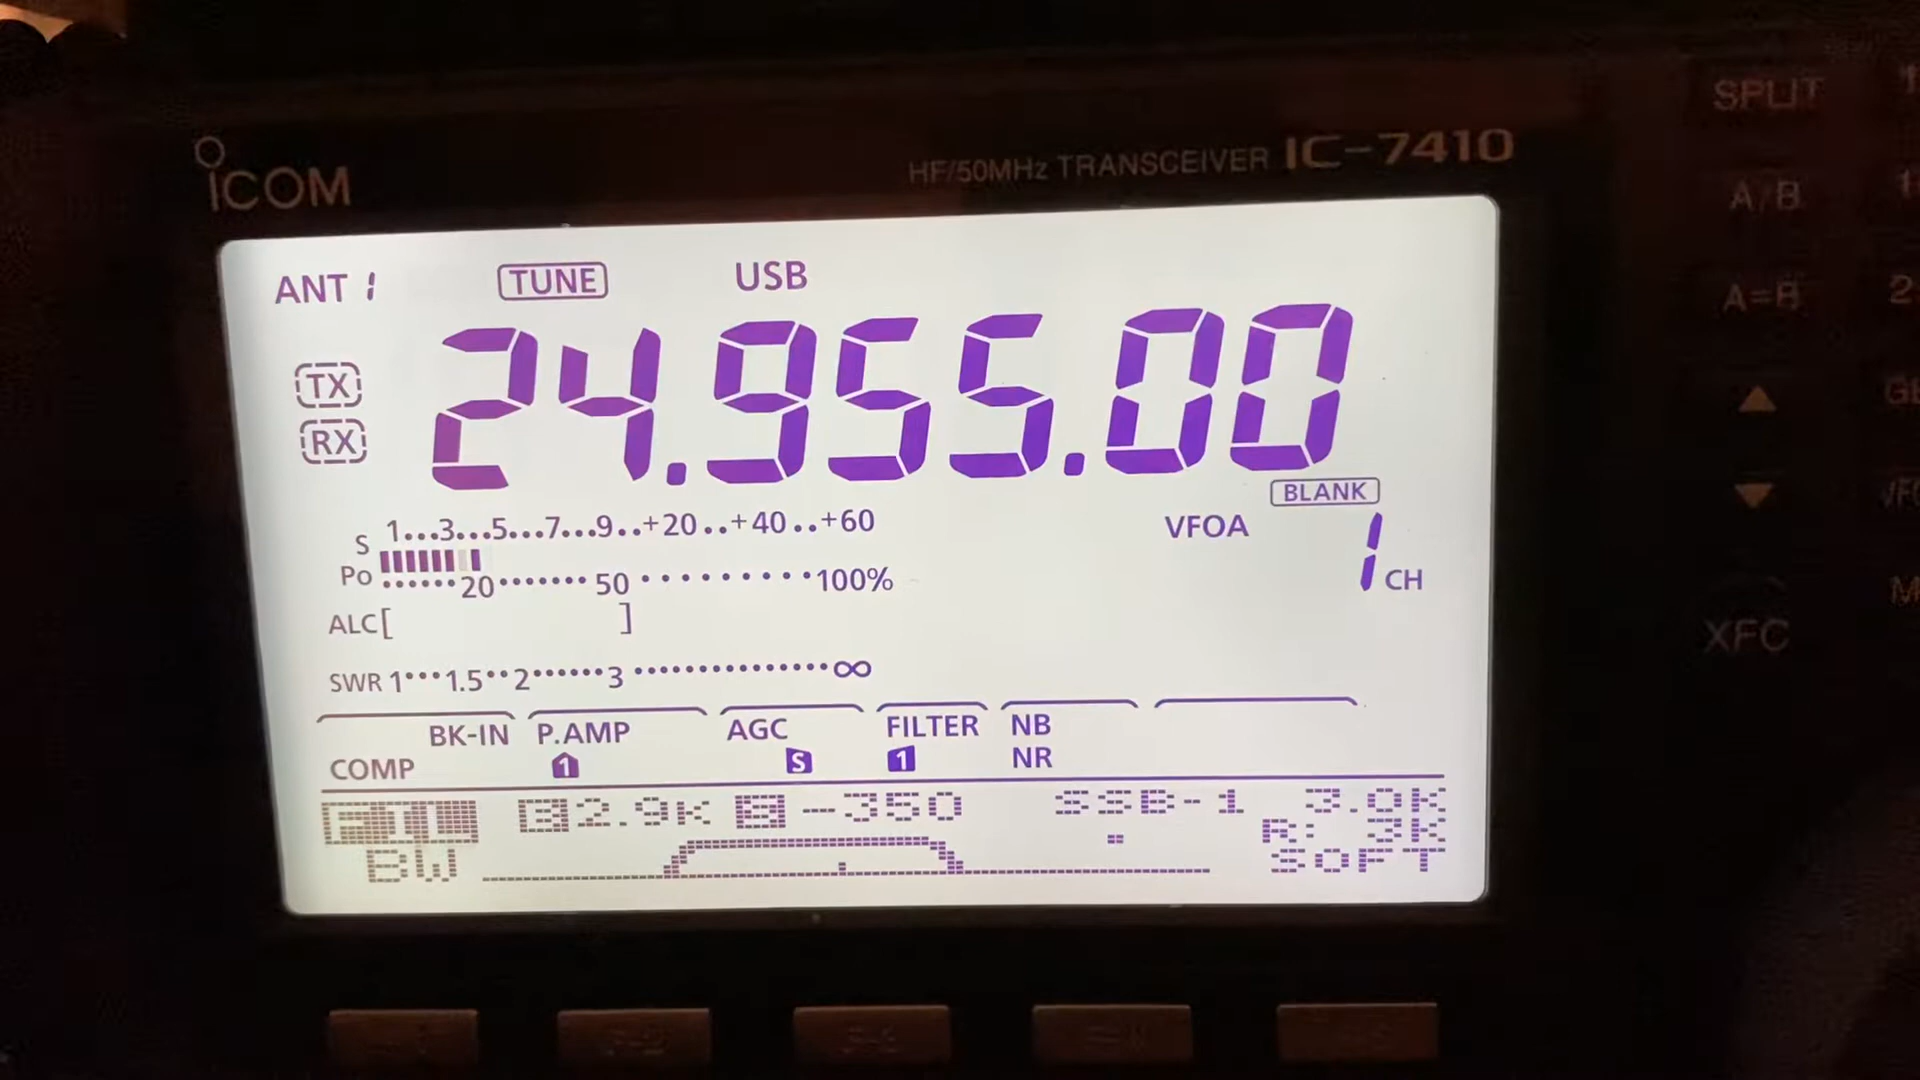 ICOM
HF/50MHz TRANSCEIVER IC-7410
SPLIT
A/B
A=B
XFC
ANT 1 TUNE USB
TX
RX
24.955.00
BLANK
VFOA 1 CH
S 1...3...5...7...9..+20..+40..+60
Po ......20.......50..........100%
ALC[ ]
SWR 1...1.5..2......3...............∞
BK-IN P.AMP AGC FILTER NB
COMP 1 S 1 NR
FIL B2.9K S-350 SSB-1 3.0K
R: 3K
BW SOFT